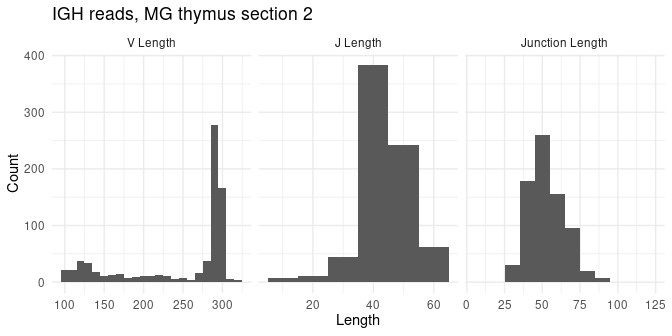 IGH reads, MG thymus section 2
V Length J Length Junction Length
Count
400
300
200
100
0
100 150 200 250 300 20 40 60 0 25 50 75 100 125
Length